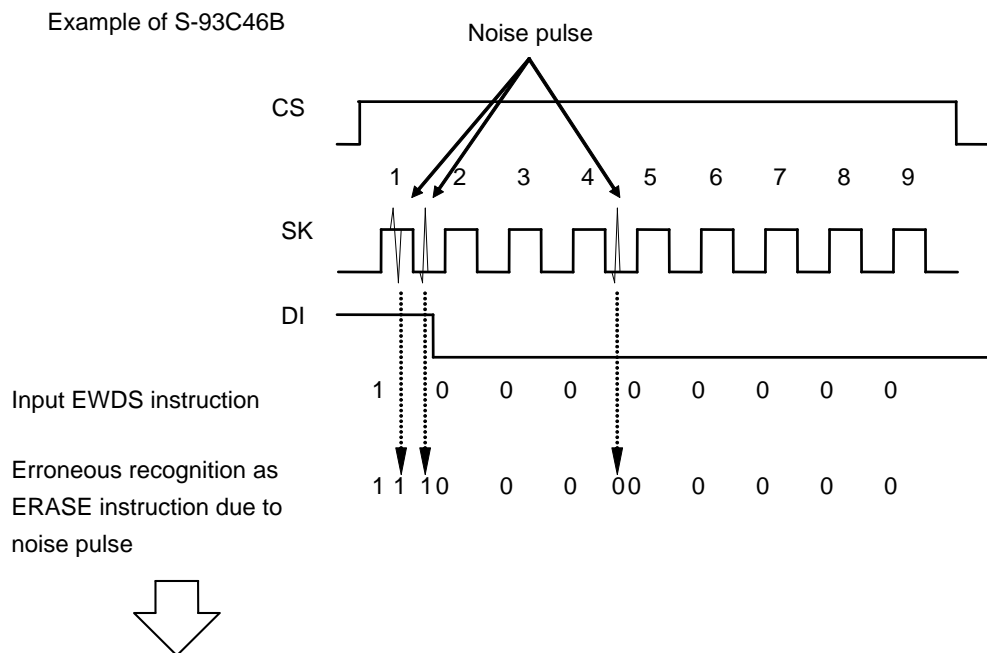 Example of S-93C46B
Noise pulse
CS
1 2 3 4 5 6 7 8 9
SK
DI
Input EWDS instruction 1 0 0 0 0 0 0 0 0
Erroneous recognition as
ERASE instruction due to
noise pulse
1 1 1 0 0 0 0 0 0 0 0 0